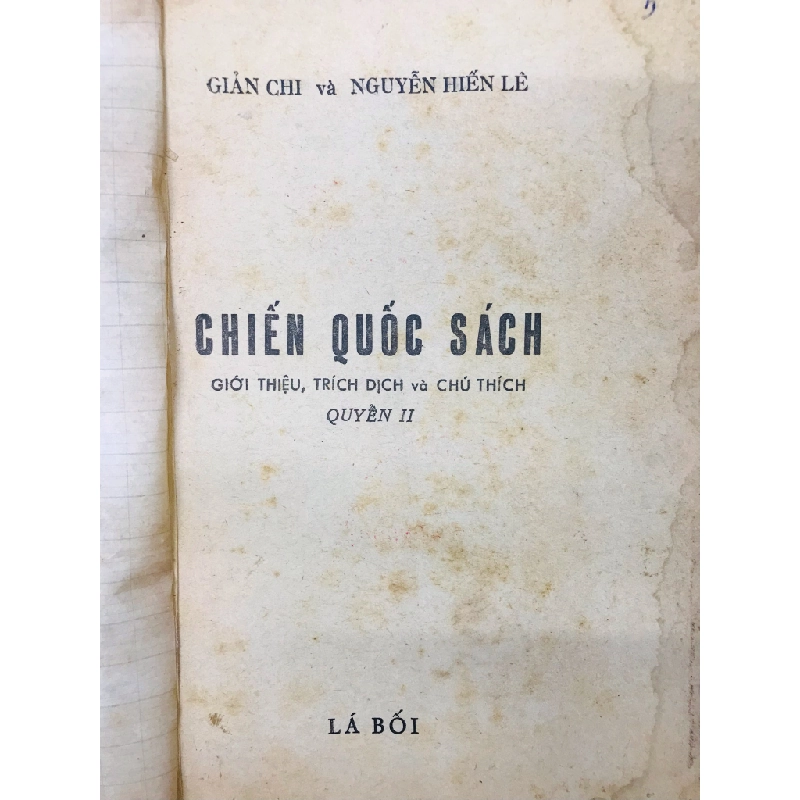 GIẢN CHI và NGUYỄN HIẾN LÊ
CHIẾN QUỐC SÁCH
GIỚI THIỆU, TRÍCH DỊCH và CHÚ THÍCH
QUYỀN II
LÁ BỐI